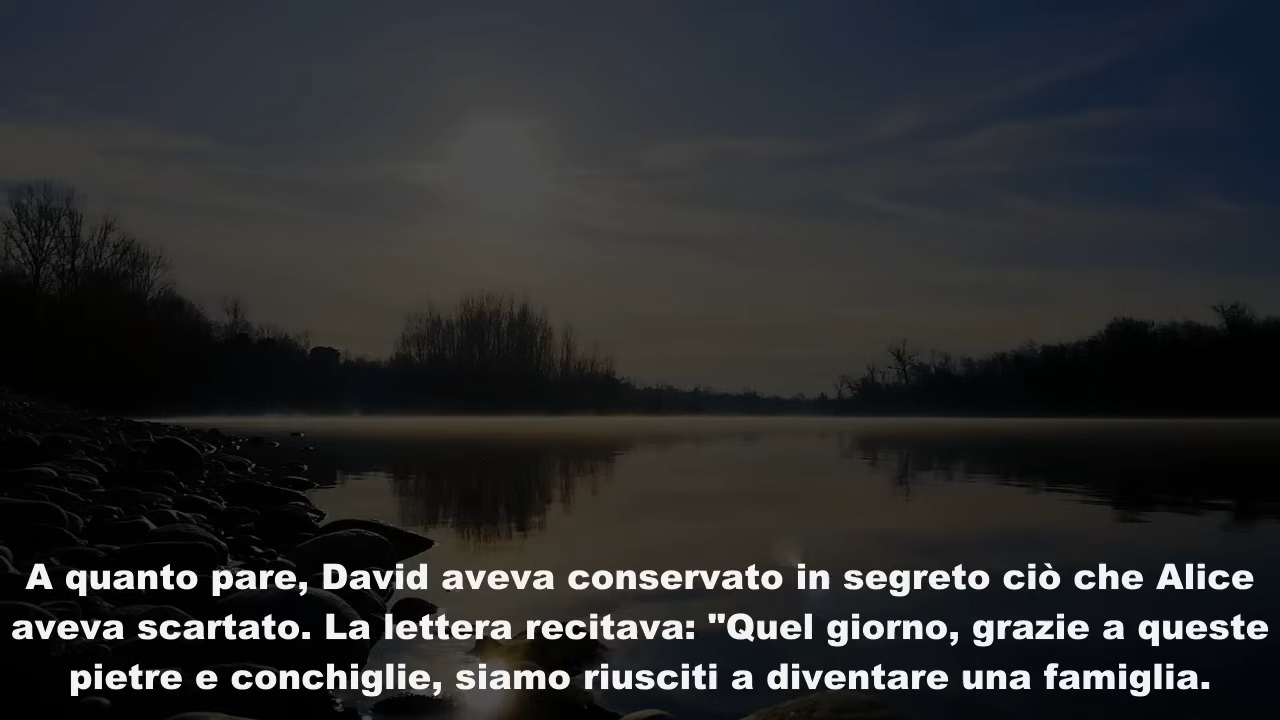 A quanto pare, David aveva conservato in segreto ciò che Alice
aveva scartato. La lettera recitava: "Quel giorno, grazie a queste
pietre e conchiglie, siamo riusciti a diventare una famiglia.